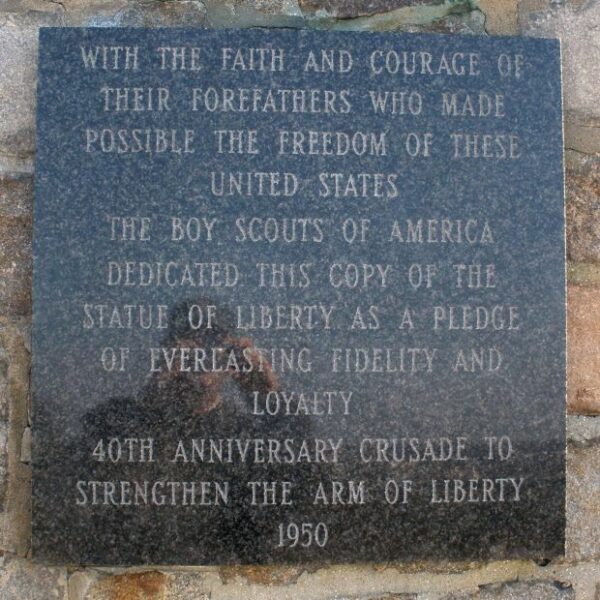 WITH THE FAITH AND COURAGE OF
THEIR FOREFATHERS WHO MADE
POSSIBLE THE FREEDOM OF THESE
UNITED STATES
THE BOY SCOUTS OF AMERICA
DEDICATED THIS COPY OF THE
STATUE OF LIBERTY AS A PLEDGE
OF EVERLASTING FIDELITY AND
LOYALTY
40TH ANNIVERSARY CRUSADE TO
STRENGTHEN THE ARM OF LIBERTY
1950